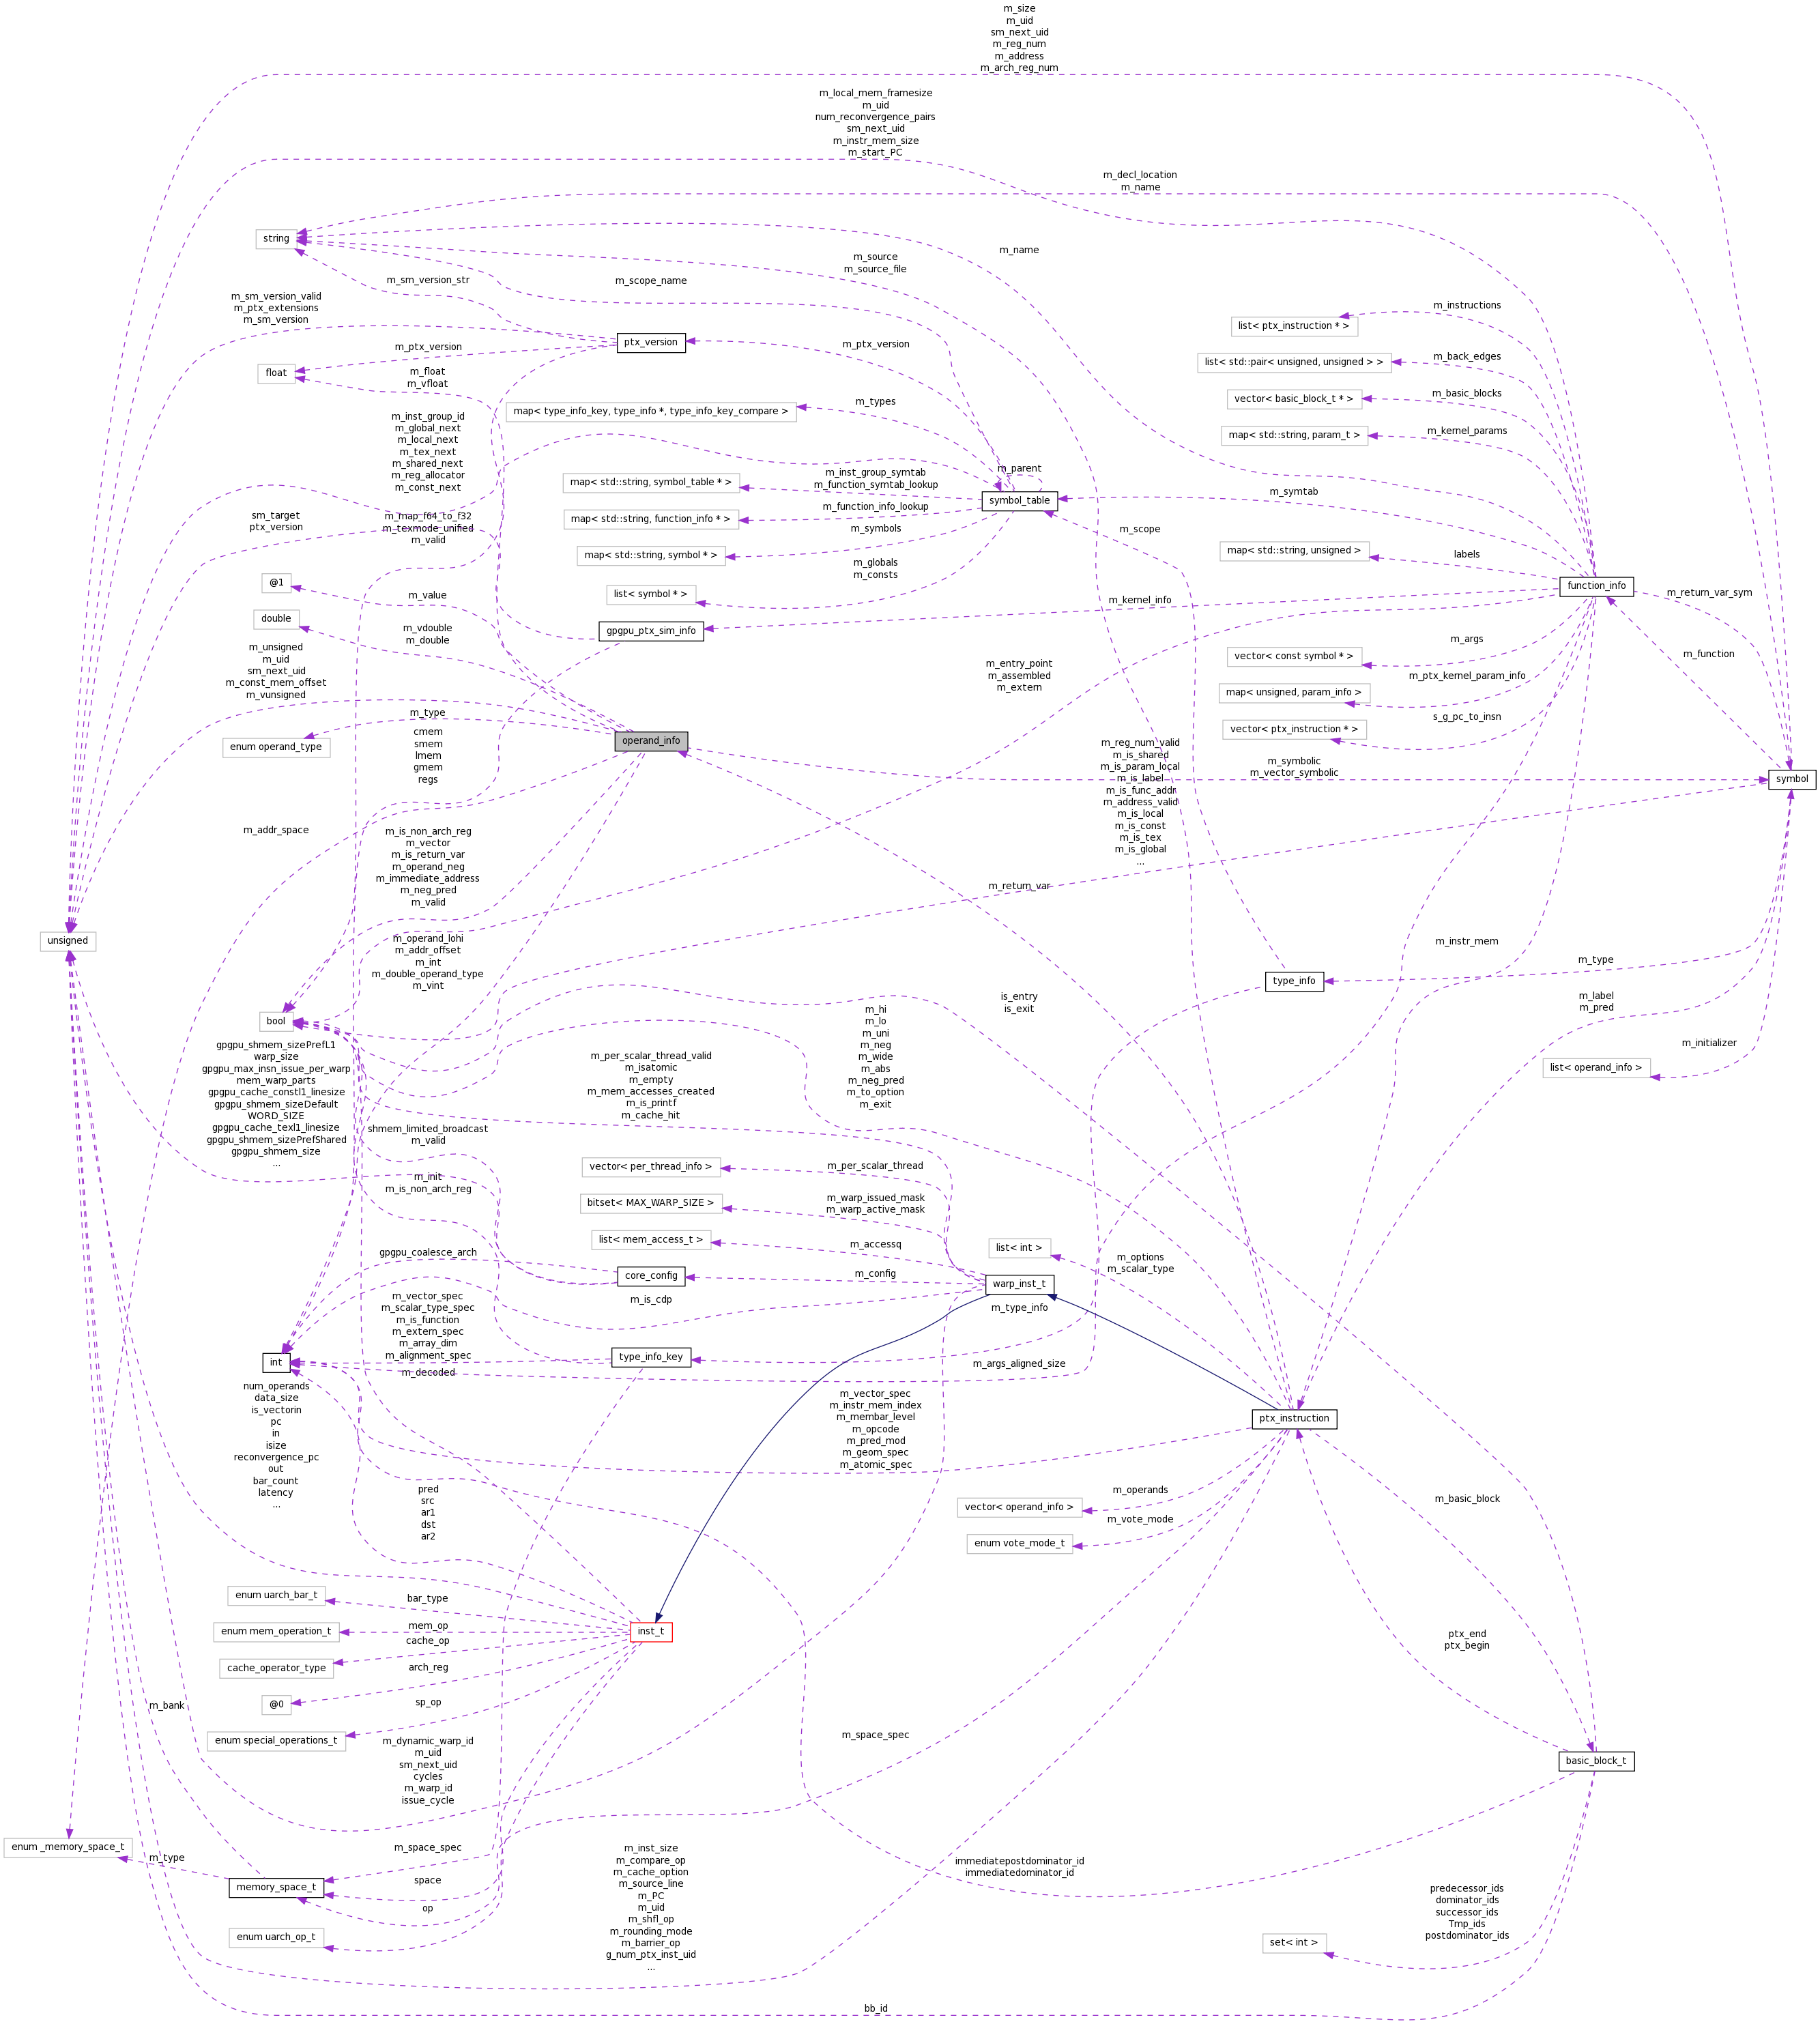 m_size
m_uid
sm_next_uid
m_reg_num
m_address
m_arch_reg_num
m_local_mem_framesize
m_uid
num_reconvergence_pairs
sm_next_uid
m_instr_mem_size
m_start_PC
m_decl_location
m_name
string
m_name
m_source
m_source_file
m_scope_name
m_sm_version_str
m_sm_version_valid
m_ptx_extensions
m_sm_version
m_instructions
list< ptx_instruction * >
ptx_version
m_ptx_version
m_ptx_version
float
m_float
m_vfloat
m_back_edges
list< std::pair< unsigned, unsigned > >
m_basic_blocks
vector< basic_block_t * >
m_types
map< type_info_key, type_info *, type_info_key_compare >
m_inst_group_id
m_global_next
m_local_next
m_tex_next
m_shared_next
m_reg_allocator
m_const_next
m_kernel_params
map< std::string, param_t >
m_parent
m_inst_group_symtab
m_function_symtab_lookup
map< std::string, symbol_table * >
symbol_table
m_symtab
m_function_info_lookup
map< std::string, function_info * >
sm_target
ptx_version
m_map_f64_to_f32
m_texmode_unified
m_valid
m_symbols
map< std::string, symbol * >
m_scope
map< std::string, unsigned >
labels
m_globals
m_consts
list< symbol * >
@1
m_value
function_info
m_return_var_sym
m_kernel_info
double
m_vdouble
m_double
gpgpu_ptx_sim_info
m_args
vector< const symbol * >
m_function
m_unsigned
m_uid
sm_next_uid
m_const_mem_offset
m_vunsigned
m_entry_point
m_assembled
m_extern
m_ptx_kernel_param_info
map< unsigned, param_info >
s_g_pc_to_insn
vector< ptx_instruction * >
m_type
enum operand_type
operand_info
cmem
smem
lmem
gmem
regs
m_reg_num_valid
m_is_shared
m_is_param_local
m_is_label
m_is_func_addr
m_address_valid
m_is_local
m_is_const
m_is_tex
m_is_global
...
m_symbolic
m_vector_symbolic
symbol
m_addr_space
m_is_non_arch_reg
m_vector
m_is_return_var
m_operand_neg
m_immediate_address
m_neg_pred
m_valid
m_return_var
unsigned
m_operand_lohi
m_addr_offset
m_int
m_double_operand_type
m_vint
m_instr_mem
m_type
type_info
is_entry
is_exit
m_label
m_pred
bool
m_hi
m_lo
m_uni
m_neg
m_wide
m_abs
m_neg_pred
m_to_option
m_exit
m_initializer
list< operand_info >
gpgpu_shmem_sizePrefL1
warp_size
gpgpu_max_insn_issue_per_warp
mem_warp_parts
gpgpu_cache_constl1_linesize
gpgpu_shmem_sizeDefault
WORD_SIZE
gpgpu_cache_texl1_linesize
gpgpu_shmem_sizePrefShared
gpgpu_shmem_size
...
m_per_scalar_thread_valid
m_isatomic
m_empty
m_mem_accesses_created
m_is_printf
m_cache_hit
shmem_limited_broadcast
m_valid
m_init
m_is_non_arch_reg
vector< per_thread_info >
m_per_scalar_thread
bitset< MAX_WARP_SIZE >
m_warp_issued_mask
m_warp_active_mask
list< mem_access_t >
m_accessq
list< int >
m_options
m_scalar_type
gpgpu_coalesce_arch
core_config
m_config
warp_inst_t
m_is_cdp
m_type_info
m_vector_spec
m_scalar_type_spec
m_is_function
m_extern_spec
m_array_dim
m_alignment_spec
int
type_info_key
m_args_aligned_size
m_decoded
num_operands
data_size
is_vectorin
pc
in
isize
reconvergence_pc
out
bar_count
latency
...
m_vector_spec
m_instr_mem_index
m_membar_level
m_opcode
m_pred_mod
m_geom_spec
m_atomic_spec
ptx_instruction
pred
src
ar1
dst
ar2
m_operands
vector< operand_info >
m_vote_mode
enum vote_mode_t
m_basic_block
enum uarch_bar_t
bar_type
enum mem_operation_t
mem_op
inst_t
cache_op
cache_operator_type
arch_reg
@0
sp_op
enum special_operations_t
ptx_end
ptx_begin
m_bank
m_space_spec
m_dynamic_warp_id
m_uid
sm_next_uid
cycles
m_warp_id
issue_cycle
basic_block_t
enum _memory_space_t
m_type
m_space_spec
memory_space_t
space
op
enum uarch_op_t
m_inst_size
m_compare_op
m_cache_option
m_source_line
m_PC
m_uid
m_shfl_op
m_rounding_mode
m_barrier_op
g_num_ptx_inst_uid
...
immediatepostdominator_id
immediatedominator_id
predecessor_ids
dominator_ids
successor_ids
Tmp_ids
postdominator_ids
set< int >
bb_id